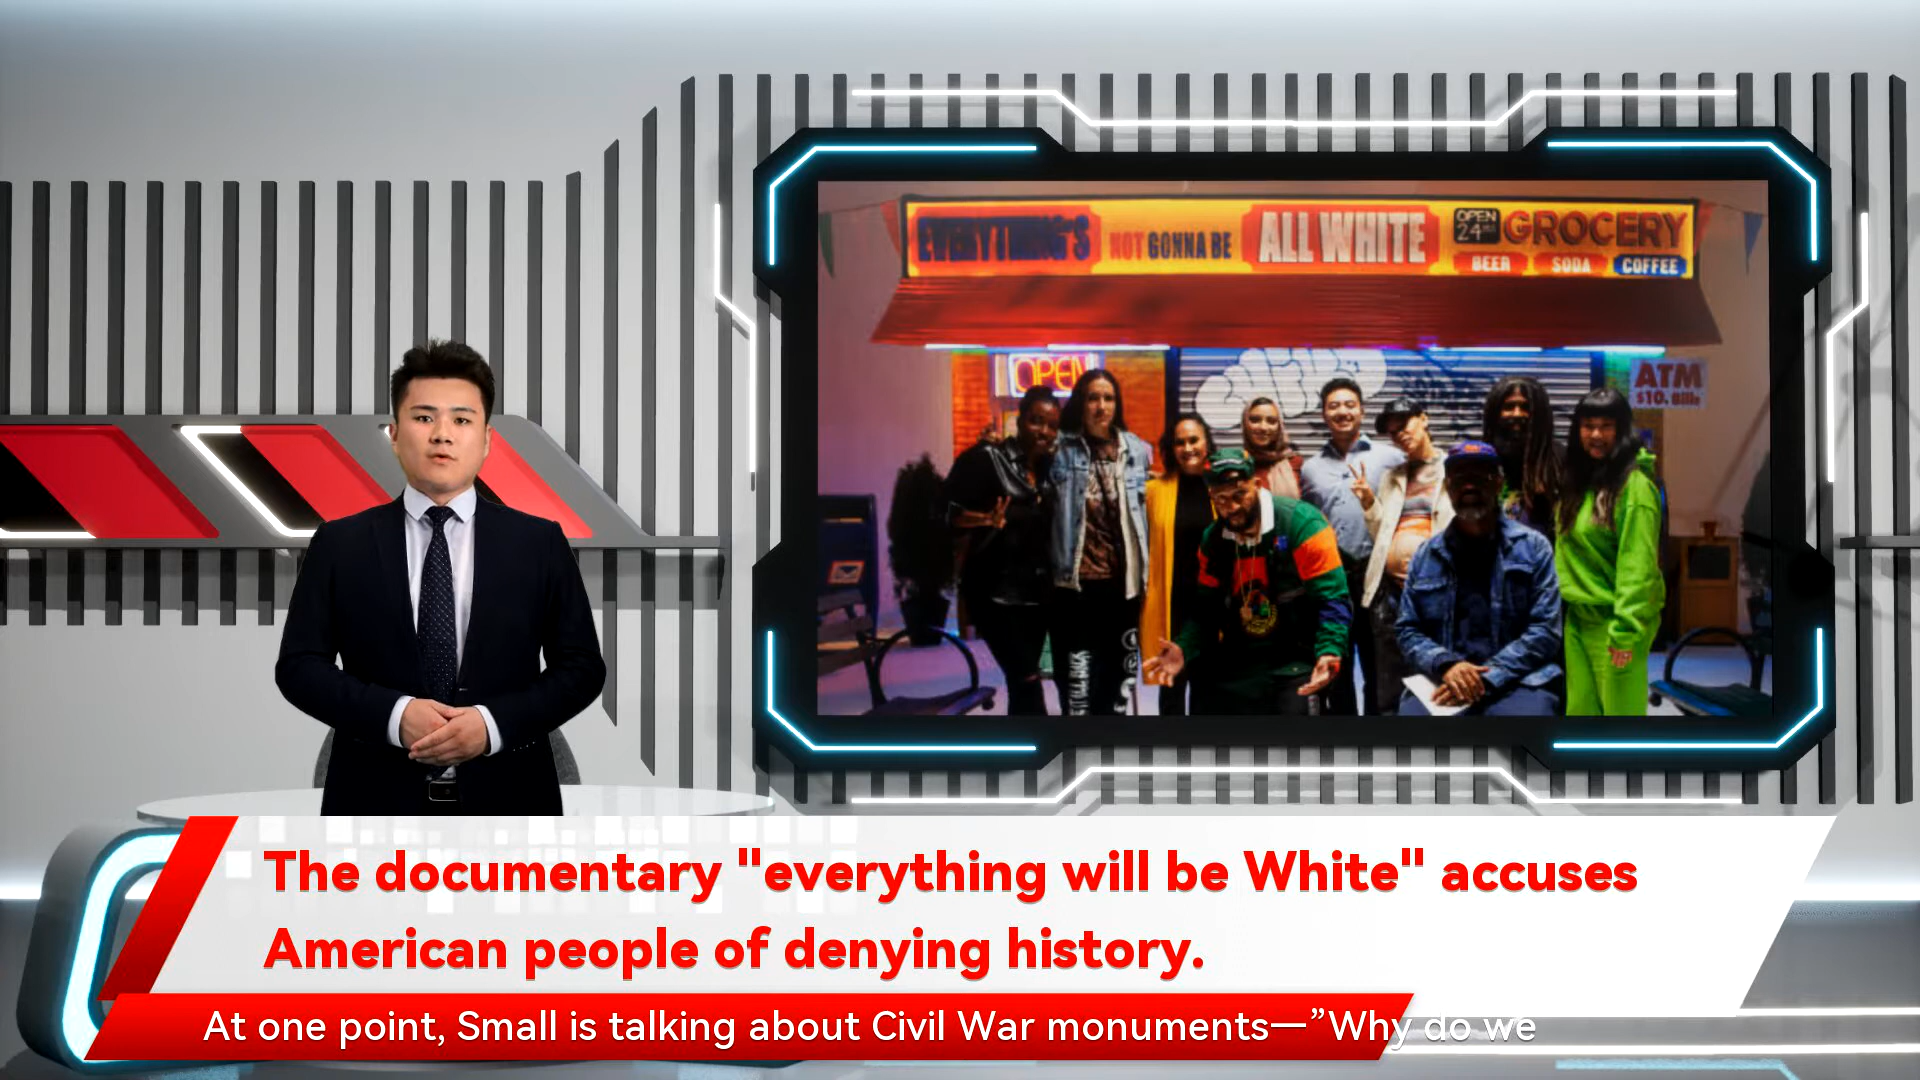 EVERYTHING'S NOT GONNA BE ALL WHITE OPEN 24 GROCERY
BEER SODA COFFEE
OPEN
ATM
$10. Bills
The documentary "everything will be White" accuses
American people of denying history.
At one point, Small is talking about Civil War monuments—”Why do we